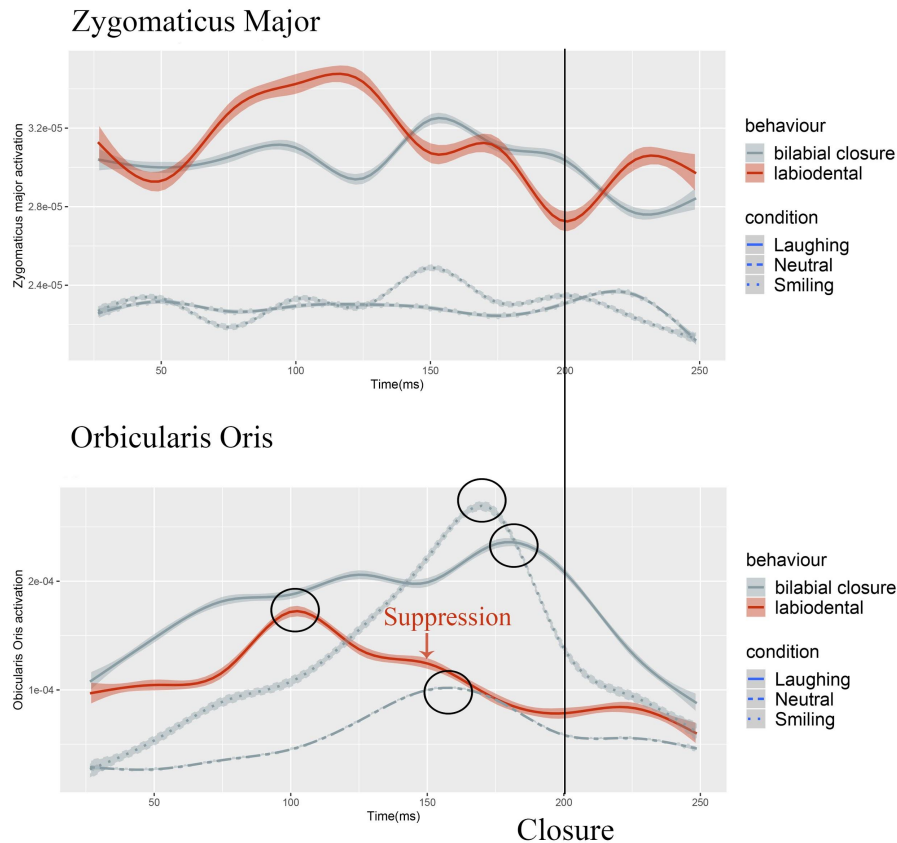 Zygomaticus Major
Zygomaticus major activation
3.2e-05
2.8e-05
2.4e-05
50
100
150
200
250
Time(ms)
behaviour
bilabial closure
labiodental
condition
Laughing
Neutral
Smiling
Orbicularis Oris
Obicularis Oris activation
2e-04
1e-04
Suppression
50
100
150
200
250
Time(ms)
Closure
behaviour
bilabial closure
labiodental
condition
Laughing
Neutral
Smiling